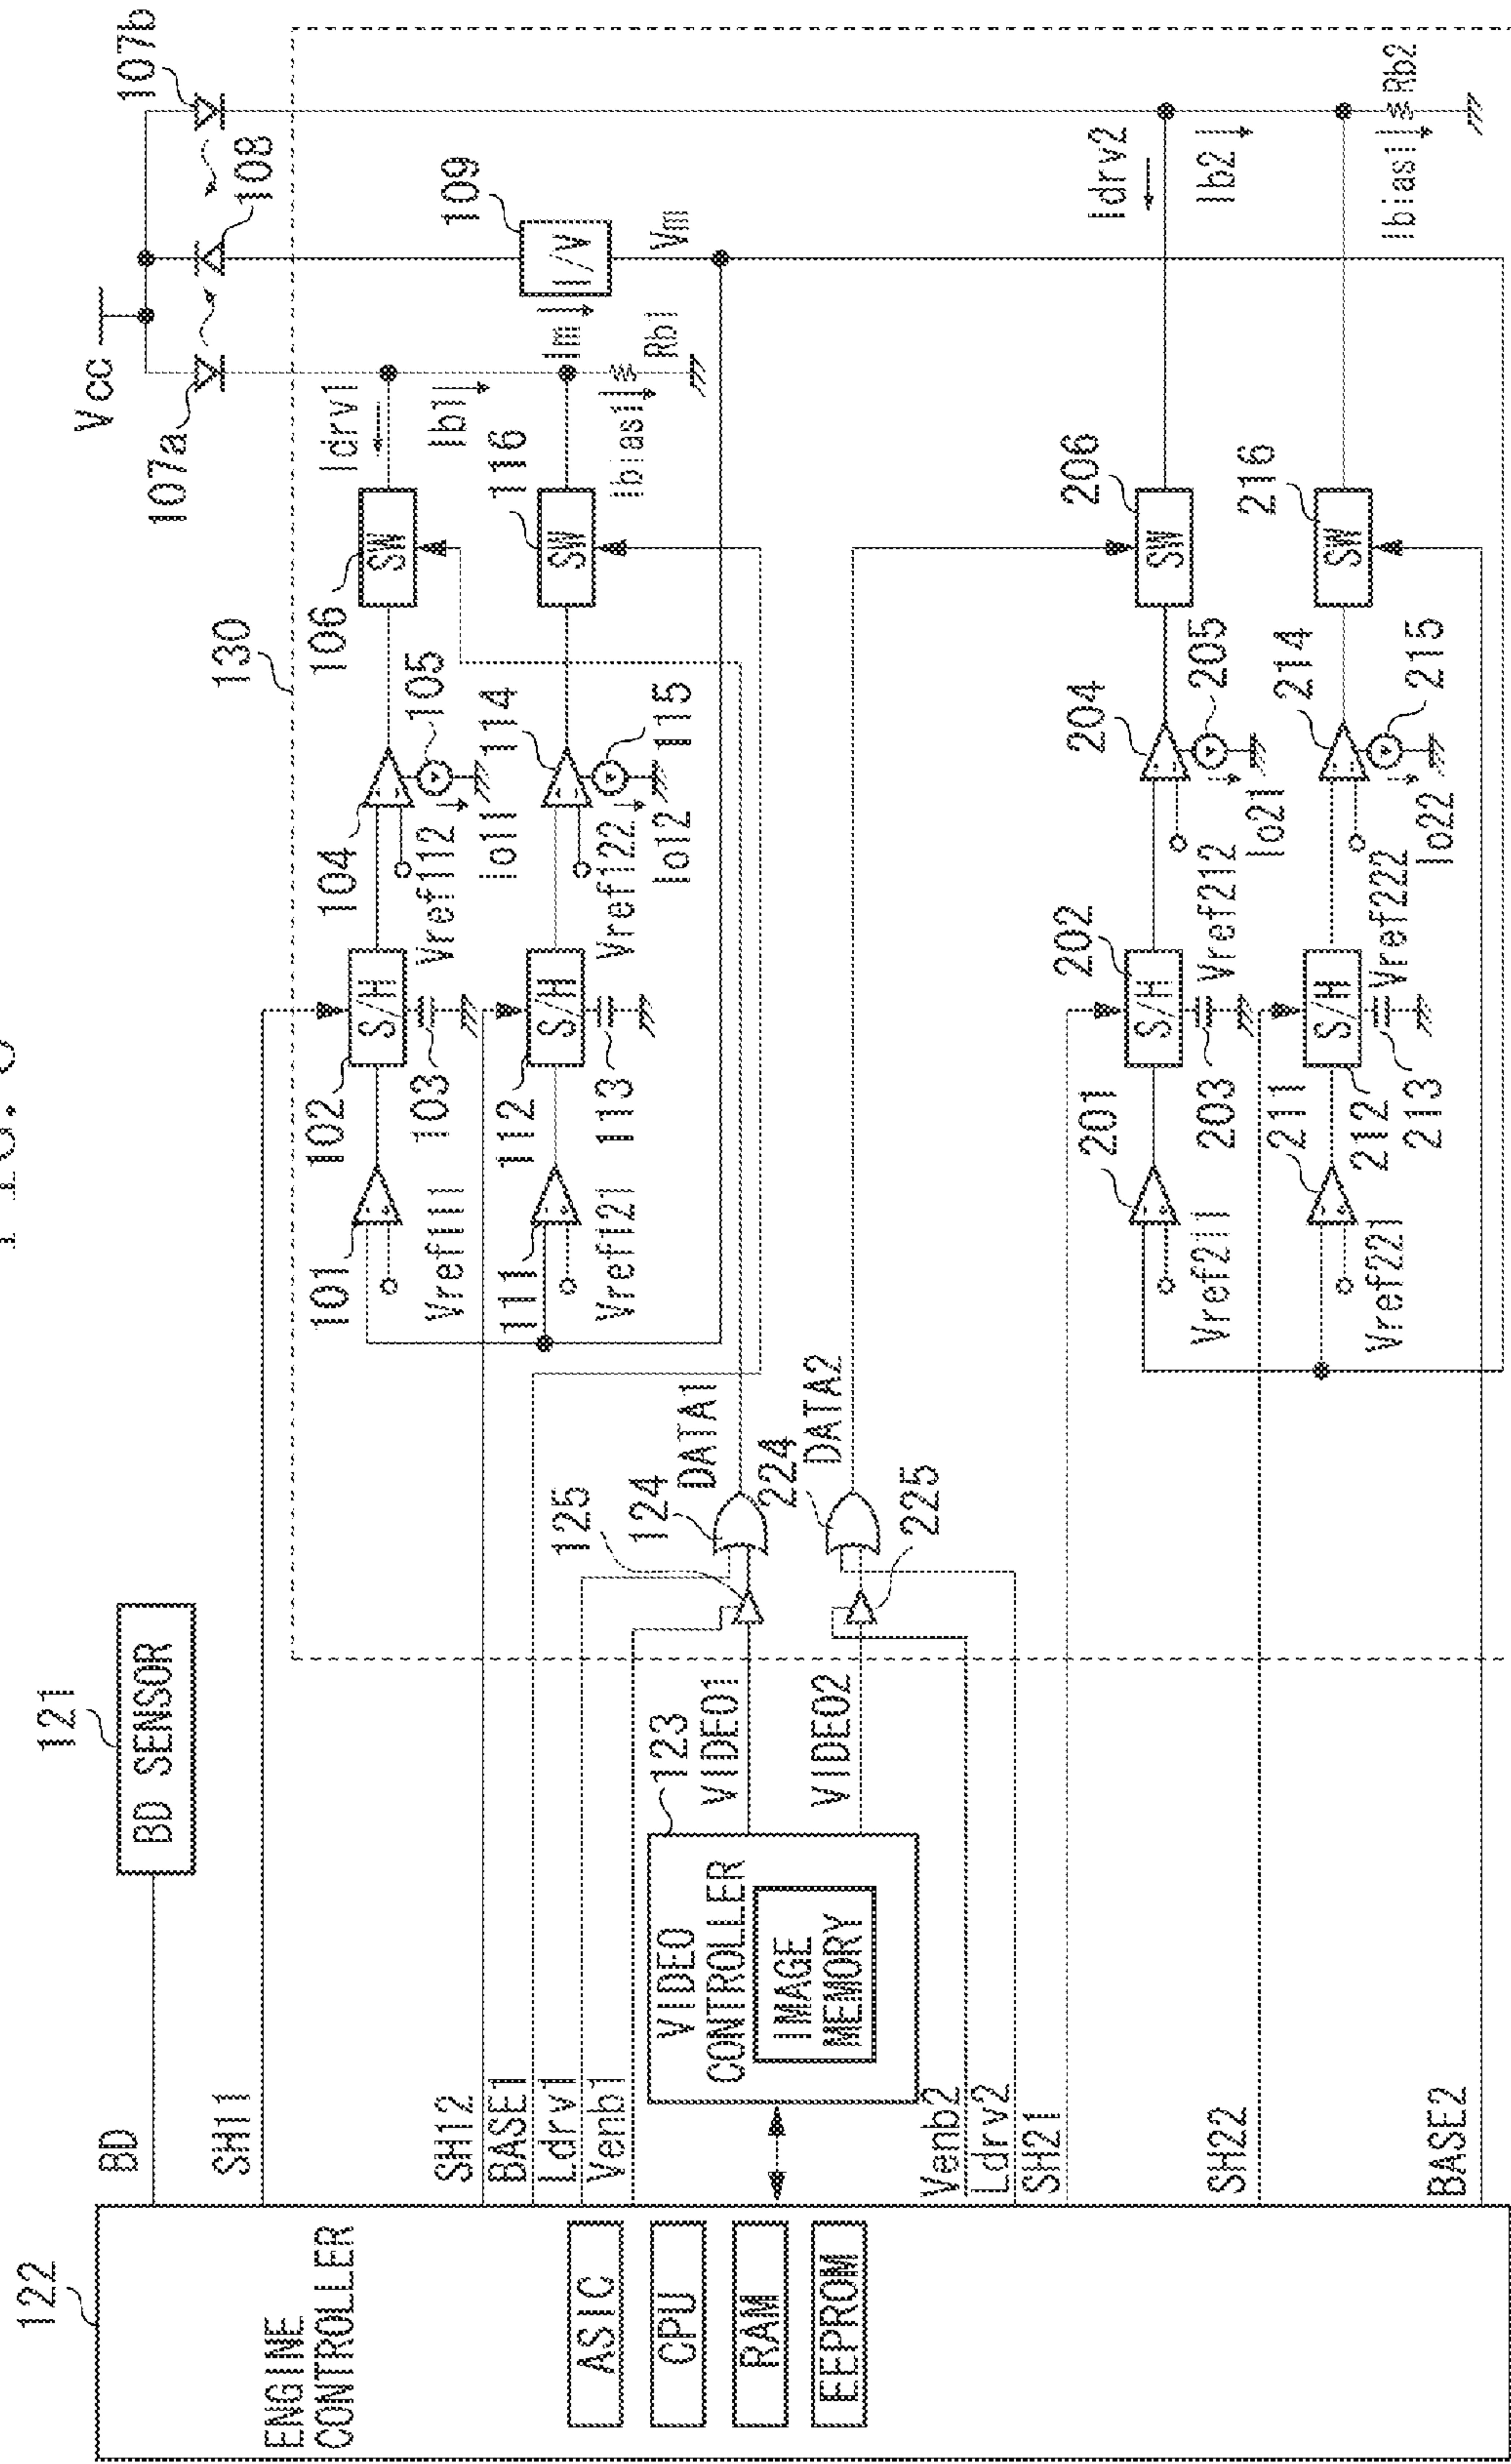 122
ENGINE
CONTROLLER
ASIC
CPU
RAM
EEPROM
121
BD SENSOR
BD
SH11
SH12
BASE1
Ldrv1
Venb1
123
VIDEO
CONTROLLER
IMAGE
MEMORY
VIDEO1
VIDEO2
Venb2
Ldrv2
SH21
SH22
BASE2
125
124
DATA1
224
DATA2
225
130
101
Vref111
102
S/H
103
104
Vref112
105
Io11
106
SW
111
Vref121
112
S/H
113
114
Vref122
115
Io12
116
SW
Vcc
107a
108
107b
109
I/V
Im
Vm
Idrv1
Ib1
Ibias1
Rb1
201
Vref211
202
S/H
203
204
Vref212
205
Io21
206
SW
211
Vref221
212
S/H
213
214
Vref222
215
Io22
216
SW
Idrv2
Ib2
Ibias1
Rb2